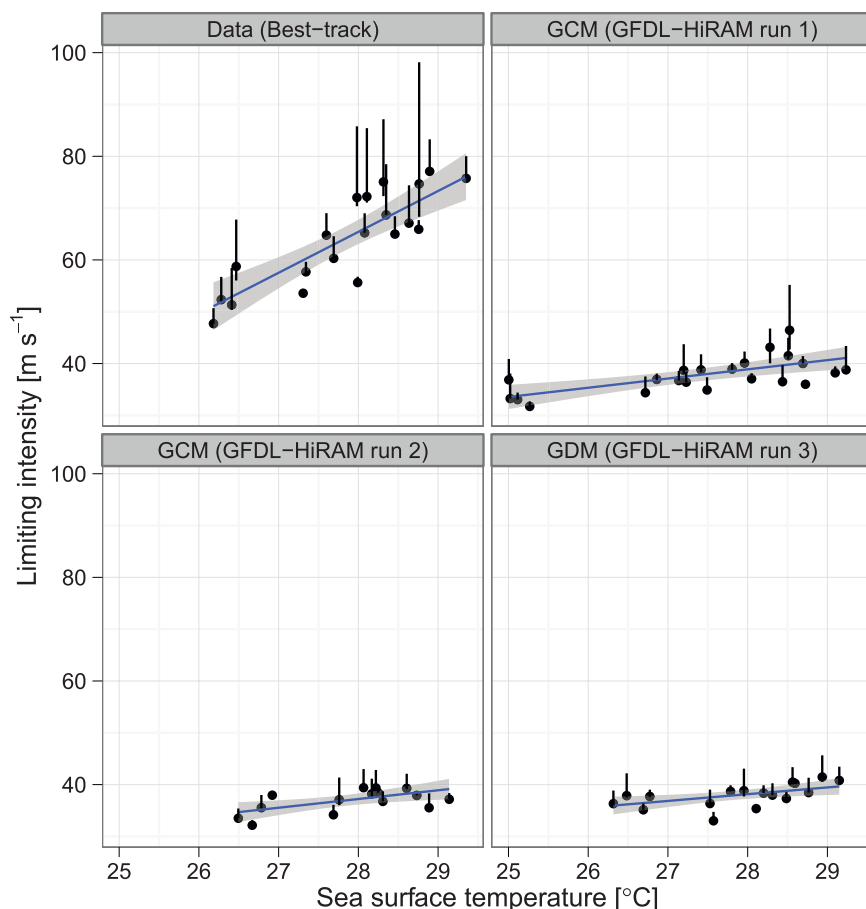 Data (Best−track)
GCM (GFDL−HiRAM run 1)
100
80
60
40
GCM (GFDL−HiRAM run 2)
GDM (GFDL−HiRAM run 3)
100
80
60
40
Limiting intensity [m s⁻¹]
25 26 27 28 29
25 26 27 28 29
Sea surface temperature [°C]